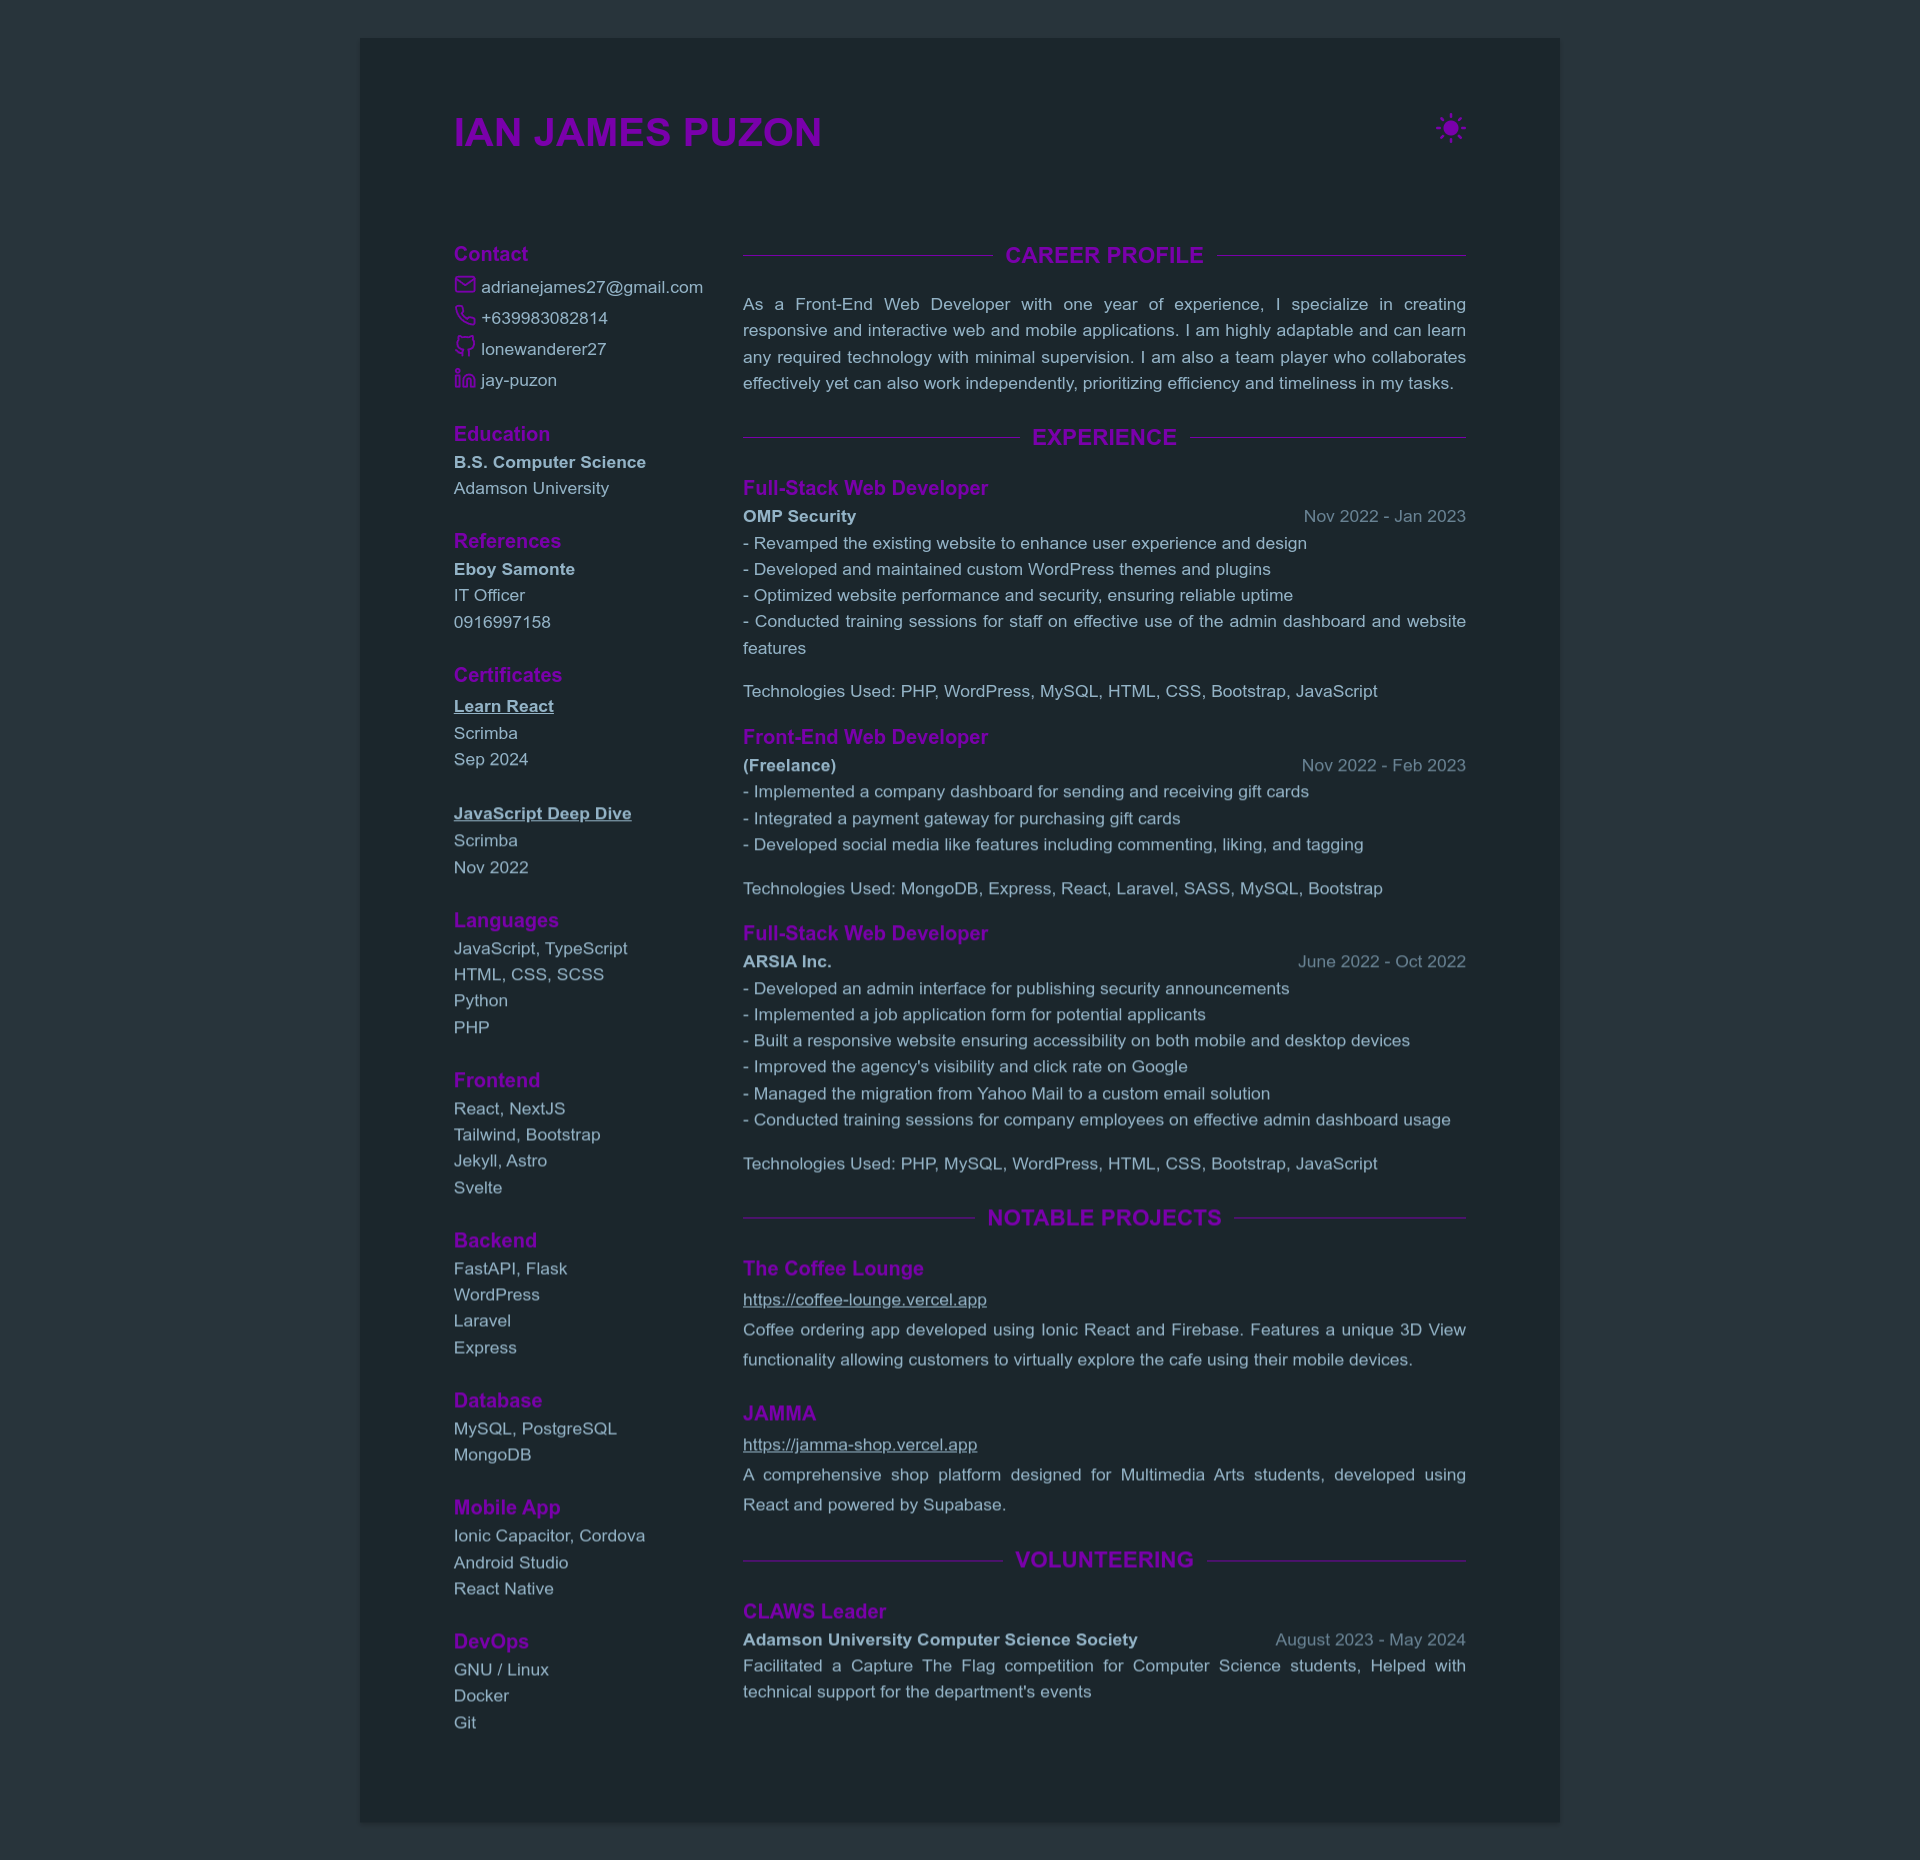 IAN JAMES PUZON
Contact
adrianejames27@gmail.com
+639983082814
lonewanderer27
jay-puzon
Education
B.S. Computer Science
Adamson University
References
Eboy Samonte
IT Officer
0916997158
Certificates
Learn React
Scrimba
Sep 2024
JavaScript Deep Dive
Scrimba
Nov 2022
Languages
JavaScript, TypeScript
HTML, CSS, SCSS
Python
PHP
Frontend
React, NextJS
Tailwind, Bootstrap
Jekyll, Astro
Svelte
Backend
FastAPI, Flask
WordPress
Laravel
Express
Database
MySQL, PostgreSQL
MongoDB
Mobile App
Ionic Capacitor, Cordova
Android Studio
React Native
DevOps
GNU / Linux
Docker
Git
CAREER PROFILE
As a Front-End Web Developer with one year of experience, I specialize in creating
responsive and interactive web and mobile applications. I am highly adaptable and can learn
any required technology with minimal supervision. I am also a team player who collaborates
effectively yet can also work independently, prioritizing efficiency and timeliness in my tasks.
EXPERIENCE
Full-Stack Web Developer
OMP Security Nov 2022 - Jan 2023
- Revamped the existing website to enhance user experience and design
- Developed and maintained custom WordPress themes and plugins
- Optimized website performance and security, ensuring reliable uptime
- Conducted training sessions for staff on effective use of the admin dashboard and website
features
Technologies Used: PHP, WordPress, MySQL, HTML, CSS, Bootstrap, JavaScript
Front-End Web Developer
(Freelance) Nov 2022 - Feb 2023
- Implemented a company dashboard for sending and receiving gift cards
- Integrated a payment gateway for purchasing gift cards
- Developed social media like features including commenting, liking, and tagging
Technologies Used: MongoDB, Express, React, Laravel, SASS, MySQL, Bootstrap
Full-Stack Web Developer
ARSIA Inc. June 2022 - Oct 2022
- Developed an admin interface for publishing security announcements
- Implemented a job application form for potential applicants
- Built a responsive website ensuring accessibility on both mobile and desktop devices
- Improved the agency's visibility and click rate on Google
- Managed the migration from Yahoo Mail to a custom email solution
- Conducted training sessions for company employees on effective admin dashboard usage
Technologies Used: PHP, MySQL, WordPress, HTML, CSS, Bootstrap, JavaScript
NOTABLE PROJECTS
The Coffee Lounge
https://coffee-lounge.vercel.app
Coffee ordering app developed using Ionic React and Firebase. Features a unique 3D View
functionality allowing customers to virtually explore the cafe using their mobile devices.
JAMMA
https://jamma-shop.vercel.app
A comprehensive shop platform designed for Multimedia Arts students, developed using
React and powered by Supabase.
VOLUNTEERING
CLAWS Leader
Adamson University Computer Science Society August 2023 - May 2024
Facilitated a Capture The Flag competition for Computer Science students, Helped with
technical support for the department's events